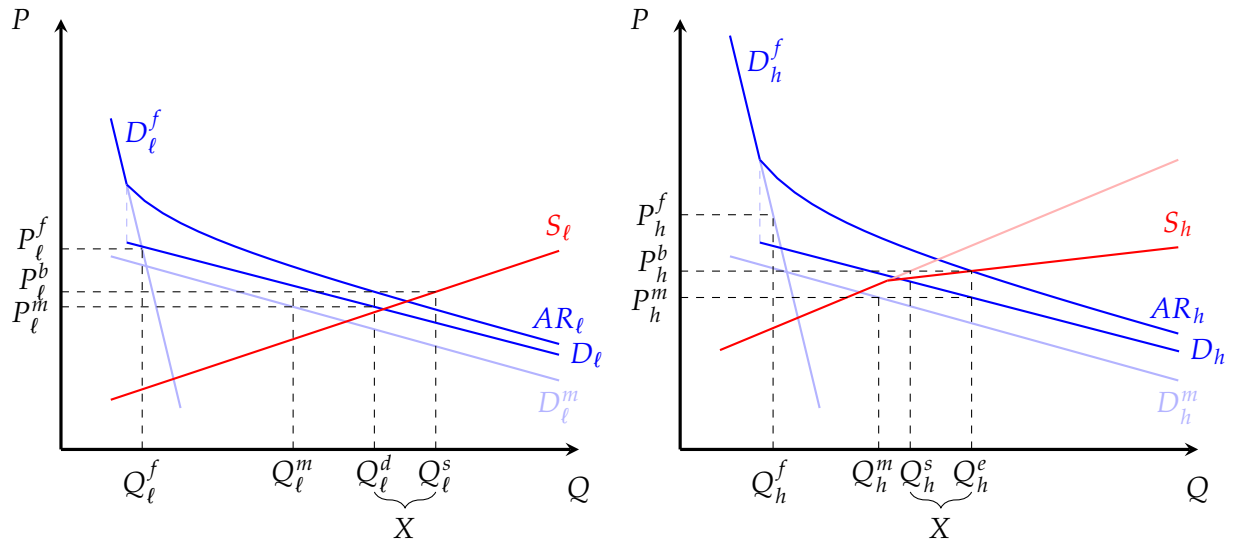 P
D_ℓ^f
P_ℓ^f
P_ℓ^b
P_ℓ^m
S_ℓ
AR_ℓ
D_ℓ
D_ℓ^m
Q_ℓ^f
Q_ℓ^m
Q_ℓ^d
Q_ℓ^s
Q
X
P
D_h^f
P_h^f
P_h^b
P_h^m
S_h
AR_h
D_h
D_h^m
Q_h^f
Q_h^m
Q_h^s
Q_h^e
Q
X